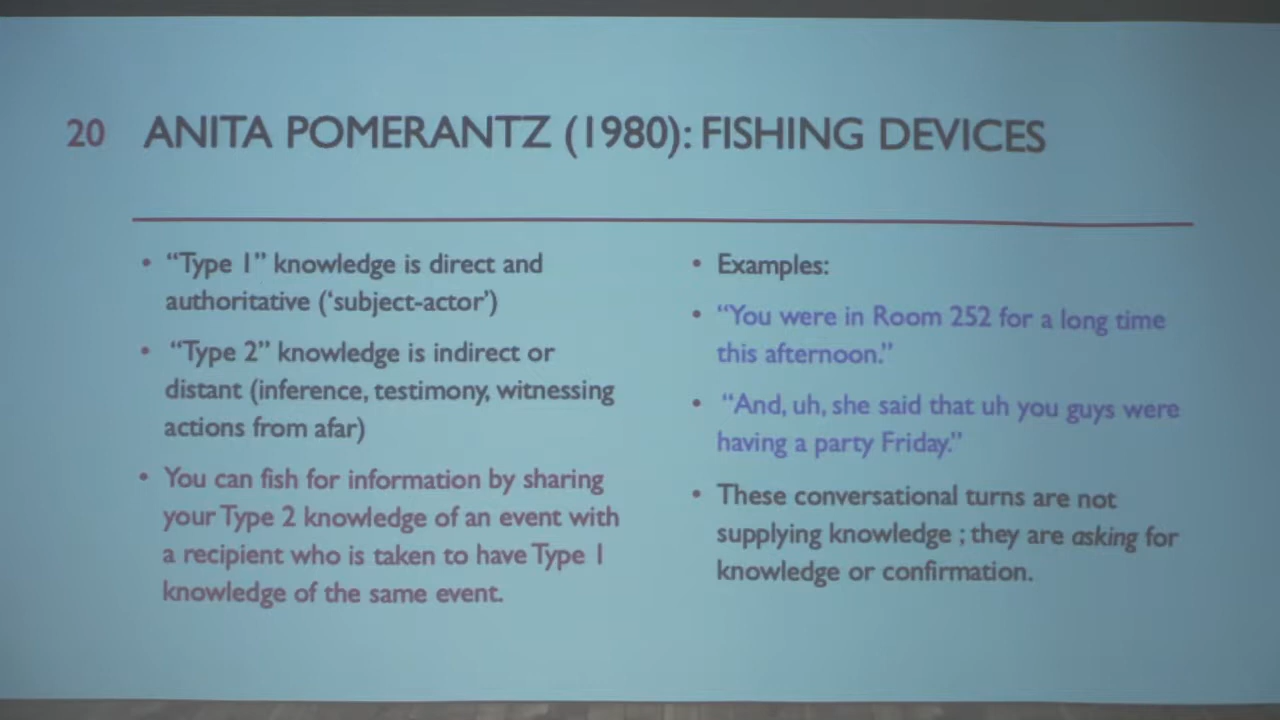 20 ANITA POMERANTZ (1980): FISHING DEVICES
• “Type 1” knowledge is direct and
authoritative (‘subject-actor’)
• “Type 2” knowledge is indirect or
distant (inference, testimony, witnessing
actions from afar)
• You can fish for information by sharing
your Type 2 knowledge of an event with
a recipient who is taken to have Type 1
knowledge of the same event.
• Examples:
• “You were in Room 252 for a long time
this afternoon.”
• “And, uh, she said that uh you guys were
having a party Friday.”
• These conversational turns are not
supplying knowledge ; they are asking for
knowledge or confirmation.